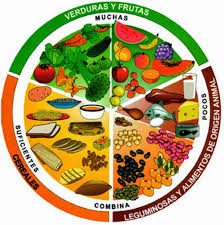 VERDURAS Y FRUTAS
MUCHAS
POCOS
LEGUMINOSAS Y ALIMENTOS DE ORIGEN ANIMAL
COMBINA
SUFICIENTES
CEREALES